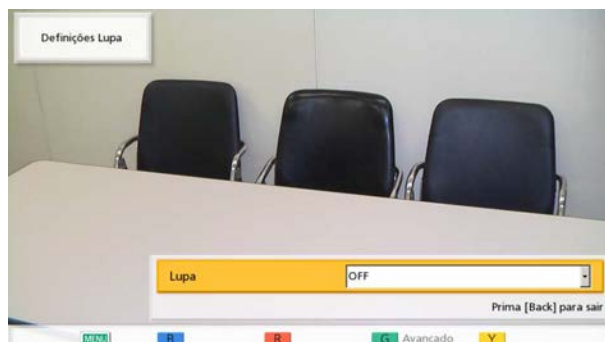 Definições Lupa
Lupa OFF
Prima [Back] para sair
MENU B R G Avançado Y